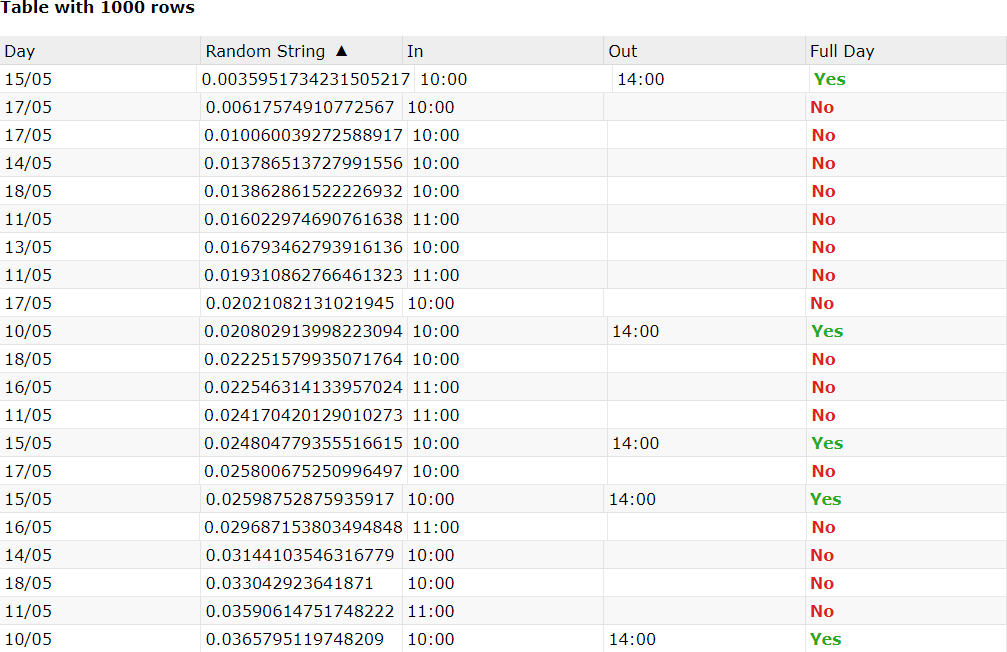 Table with 1000 rows
Day Random String ▲ In Out Full Day
15/05 0.0035951734231505217 10:00 14:00 Yes
17/05 0.00617574910772567 10:00 No
17/05 0.010060039272588917 10:00 No
14/05 0.013786513727991556 10:00 No
18/05 0.013862861522226932 10:00 No
11/05 0.016022974690761638 11:00 No
13/05 0.016793462793916136 10:00 No
11/05 0.019310862766461323 11:00 No
17/05 0.02021082131021945 10:00 No
10/05 0.020802913998223094 10:00 14:00 Yes
18/05 0.022251579935071764 10:00 No
16/05 0.022546314133957024 11:00 No
11/05 0.024170420129010273 11:00 No
15/05 0.024804779355516615 10:00 14:00 Yes
17/05 0.025800675250996497 10:00 No
15/05 0.02598752875935917 10:00 14:00 Yes
16/05 0.029687153803494848 11:00 No
14/05 0.03144103546316779 10:00 No
18/05 0.033042923641871 10:00 No
11/05 0.03590614751748222 11:00 No
10/05 0.0365795119748209 10:00 14:00 Yes